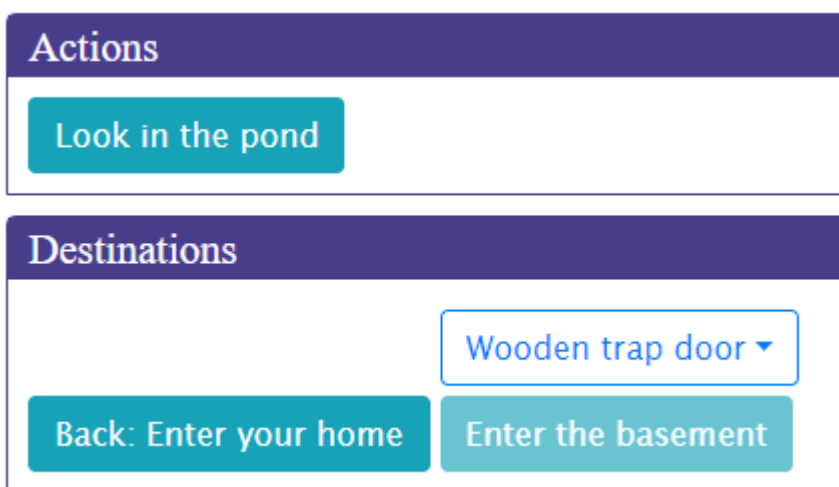 Actions
Look in the pond
Destinations
Wooden trap door
Back: Enter your home
Enter the basement